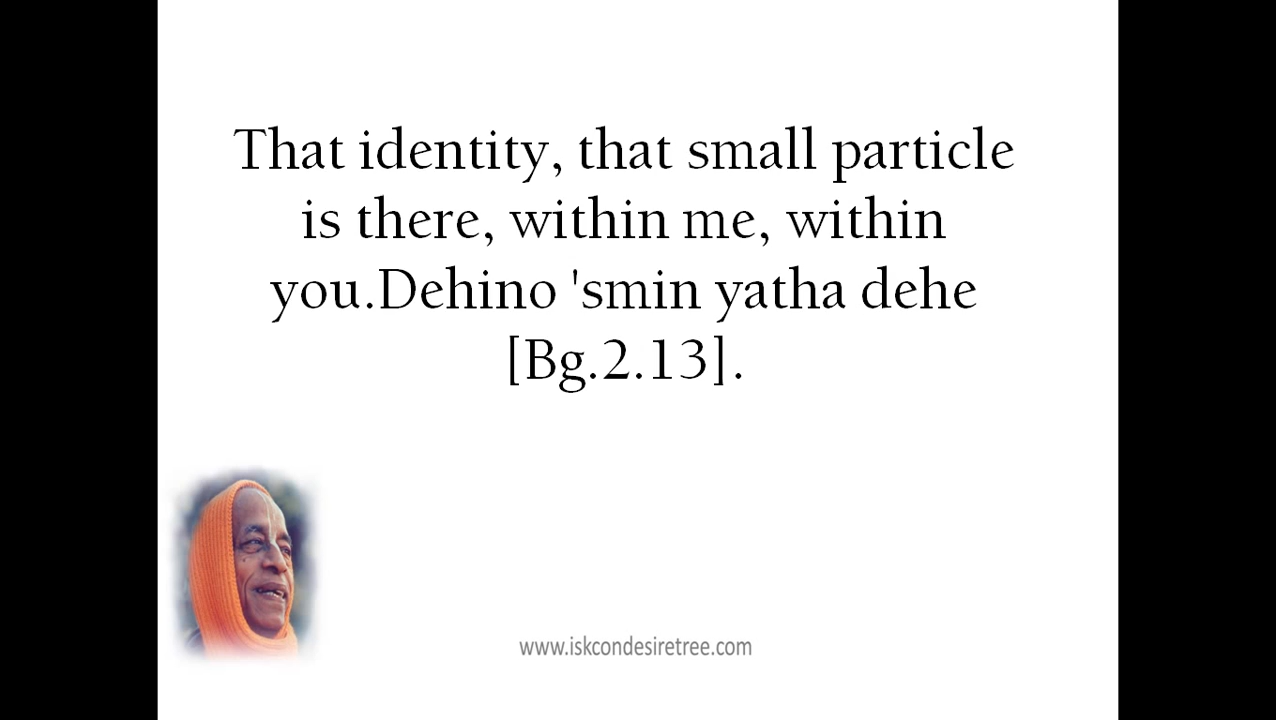 That identity, that small particle
is there, within me, within
you.Dehino 'smin yatha dehe
[Bg.2.13].
www.iskcondesiretree.com